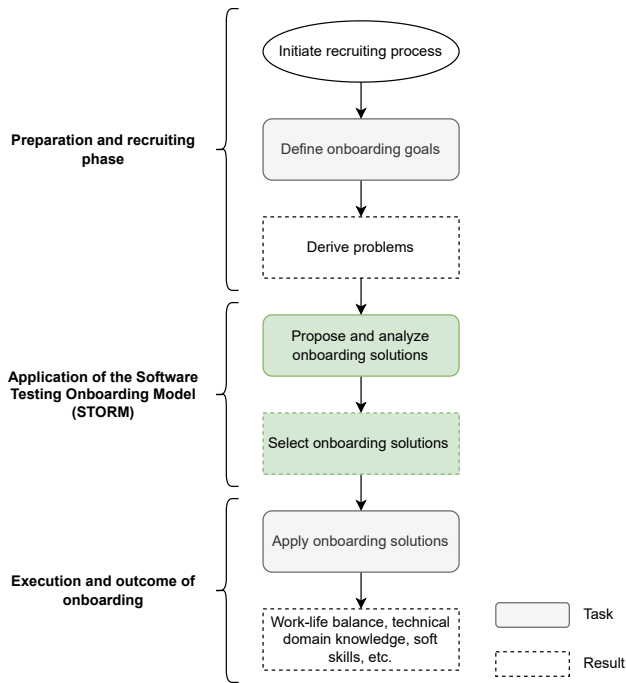 Initiate recruiting process
Preparation and recruiting
phase
Define onboarding goals
Derive problems
Application of the Software
Testing Onboarding Model
(STORM)
Propose and analyze
onboarding solutions
Select onboarding solutions
Execution and outcome of
onboarding
Apply onboarding solutions
Work-life balance, technical
domain knowledge, soft
skills, etc.
Task
Result